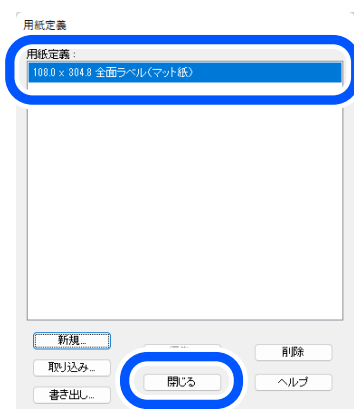 用紙定義
用紙定義：
108.0 x 304.8 全面ラベル(マット紙)
新規...
削除
取り込み...
閉じる
ヘルプ
書き出し...